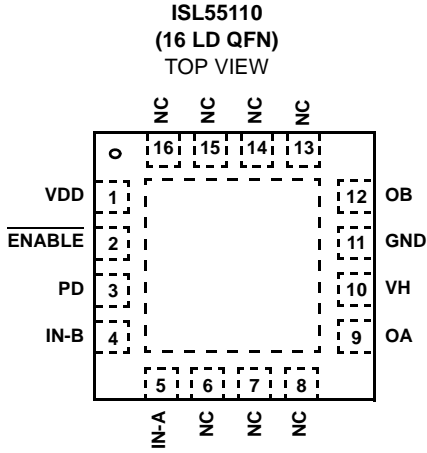 ISL55110
(16 LD QFN)
TOP VIEW
NC NC NC NC
16 15 14 13
VDD 1 12 OB
ENABLE 2 11 GND
PD 3 10 VH
IN-B 4 9 OA
5 6 7 8
IN-A NC NC NC